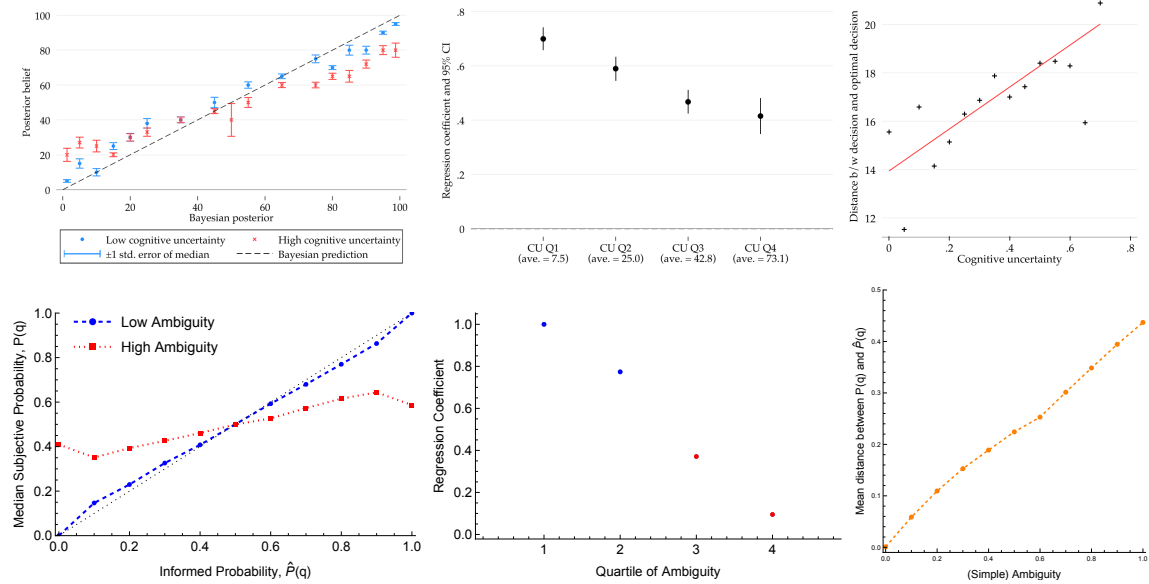 Posterior belief
100
80
60
40
20
0
0
20
40
60
80
100
Bayesian posterior
Low cognitive uncertainty
High cognitive uncertainty
±1 std. error of median
Bayesian prediction
Regression coefficient and 95% CI
.8
.6
.4
.2
0
CU Q1
(ave. = 7.5)
CU Q2
(ave. = 25.0)
CU Q3
(ave. = 42.8)
CU Q4
(ave. = 73.1)
Distance b/w decision and optimal decision
20
18
16
14
12
0
.2
.4
.6
.8
Cognitive uncertainty
Median Subjective Probability, P(q)
1.0
0.8
0.6
0.4
0.2
0.0
Low Ambiguity
High Ambiguity
0.0
0.2
0.4
0.6
0.8
1.0
Informed Probability, P̂(q)
Regression Coefficient
1.0
0.8
0.6
0.4
0.2
0.0
1
2
3
4
Quartile of Ambiguity
Mean distance between P(q) and P̂(q)
0.5
0.4
0.3
0.2
0.1
0.0
0.0
0.2
0.4
0.6
0.8
1.0
(Simple) Ambiguity